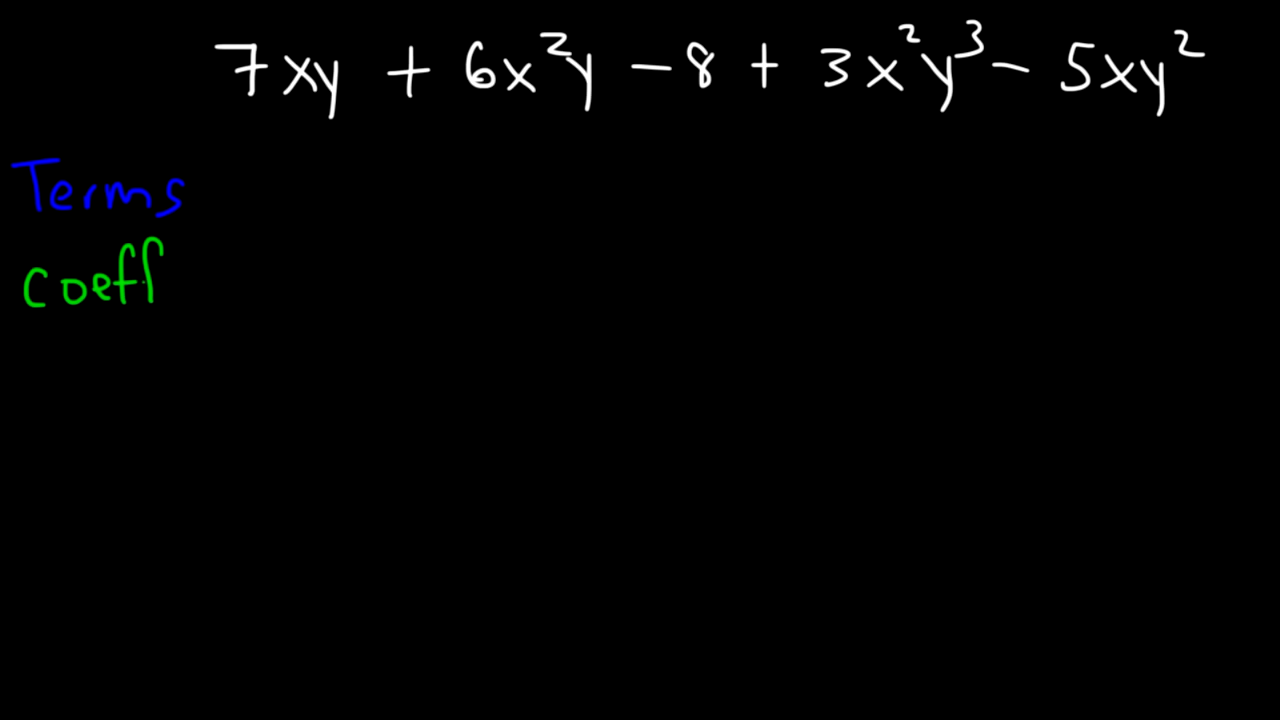 7xy + 6x²y - 8 + 3x²y³ - 5xy²
Terms
coeff